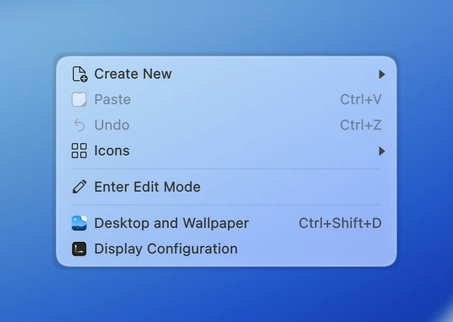 Create New
Paste Ctrl+V
Undo Ctrl+Z
Icons
Enter Edit Mode
Desktop and Wallpaper Ctrl+Shift+D
Display Configuration